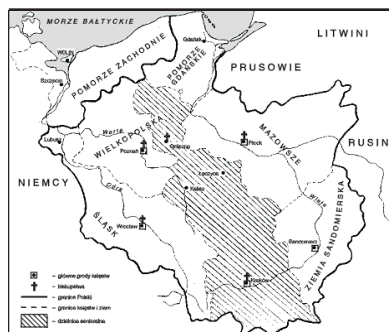 MORZE BAŁTYCKIE
LITWINI
Gdańsk
WOLIN
POMORZE ZACHODNIE
POMORZE GDAŃSKIE
PRUSOWIE
Szczecin
RUSINI
Lubusz
Warta
WIELKOPOLSKA
Gniezno
Poznań
Płock
MAZOWSZE
Łęczyca
NIEMCY
Odra
Kalisz
Wisła
ŚLĄSK
Wrocław
Sandomierz
ZIEMIA SANDOMIERSKA
Kraków
– główne grody książęce
– biskupstwa
– granice Polski
– granice księstw i ziem
– dzielnica senioralna